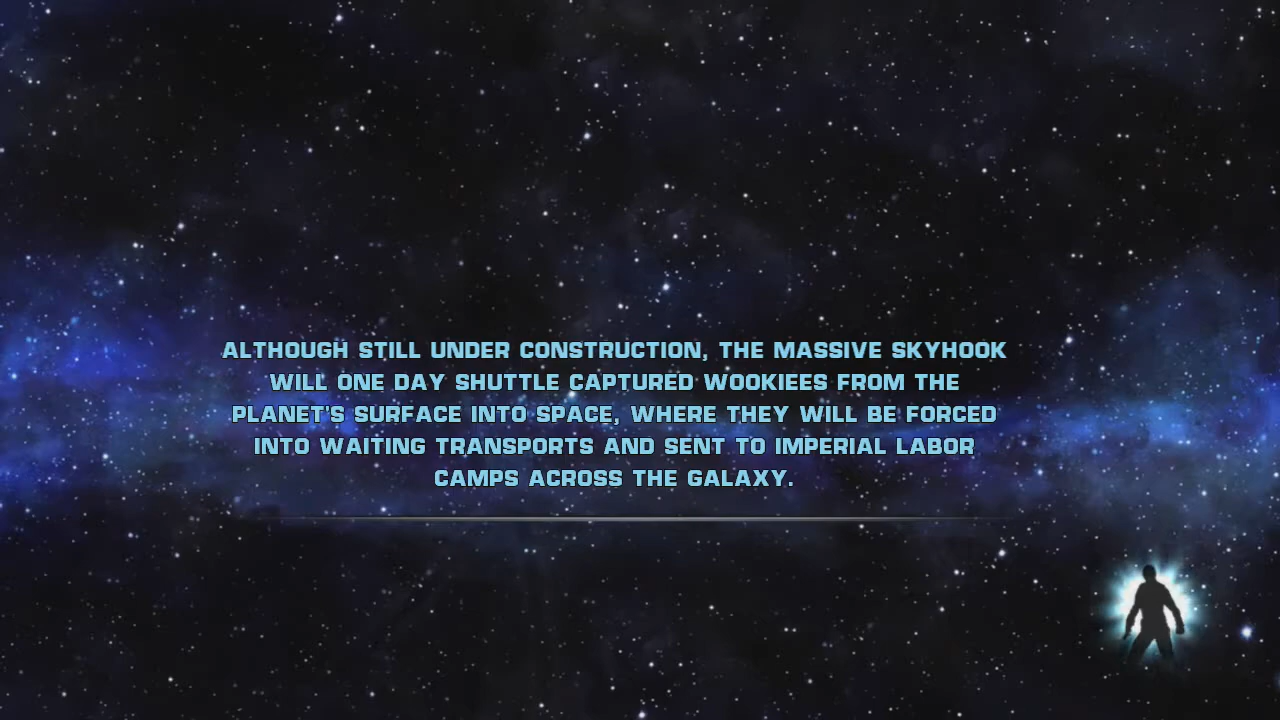 ALTHOUGH STILL UNDER CONSTRUCTION, THE MASSIVE SKYHOOK
WILL ONE DAY SHUTTLE CAPTURED WOOKIEES FROM THE
PLANET'S SURFACE INTO SPACE, WHERE THEY WILL BE FORCED
INTO WAITING TRANSPORTS AND SENT TO IMPERIAL LABOR
CAMPS ACROSS THE GALAXY.